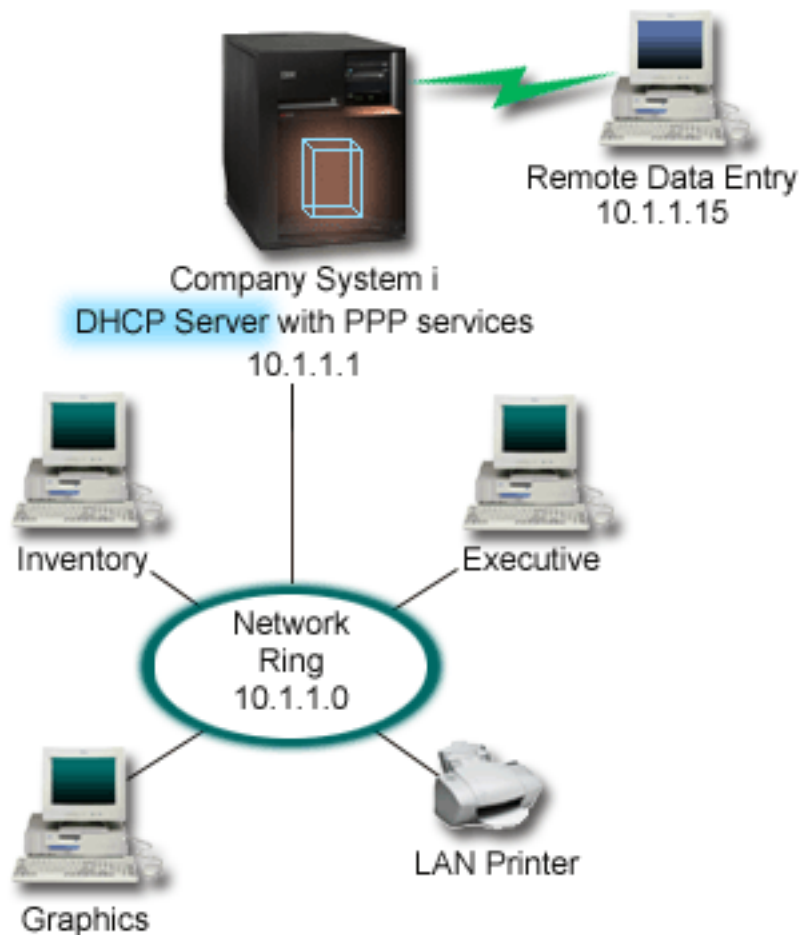 Remote Data Entry
10.1.1.15
Company System i
DHCP Server with PPP services
10.1.1.1
Inventory
Executive
Network
Ring
10.1.1.0
LAN Printer
Graphics